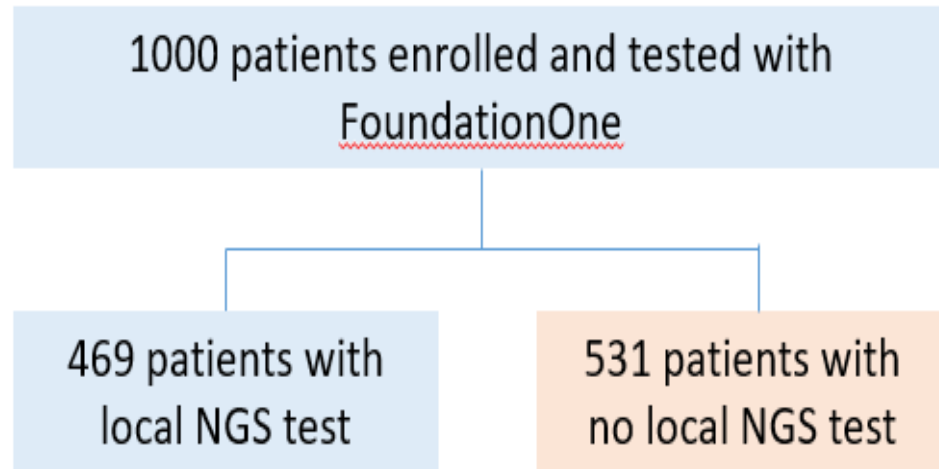 1000 patients enrolled and tested with
FoundationOne
469 patients with
local NGS test
531 patients with
no local NGS test